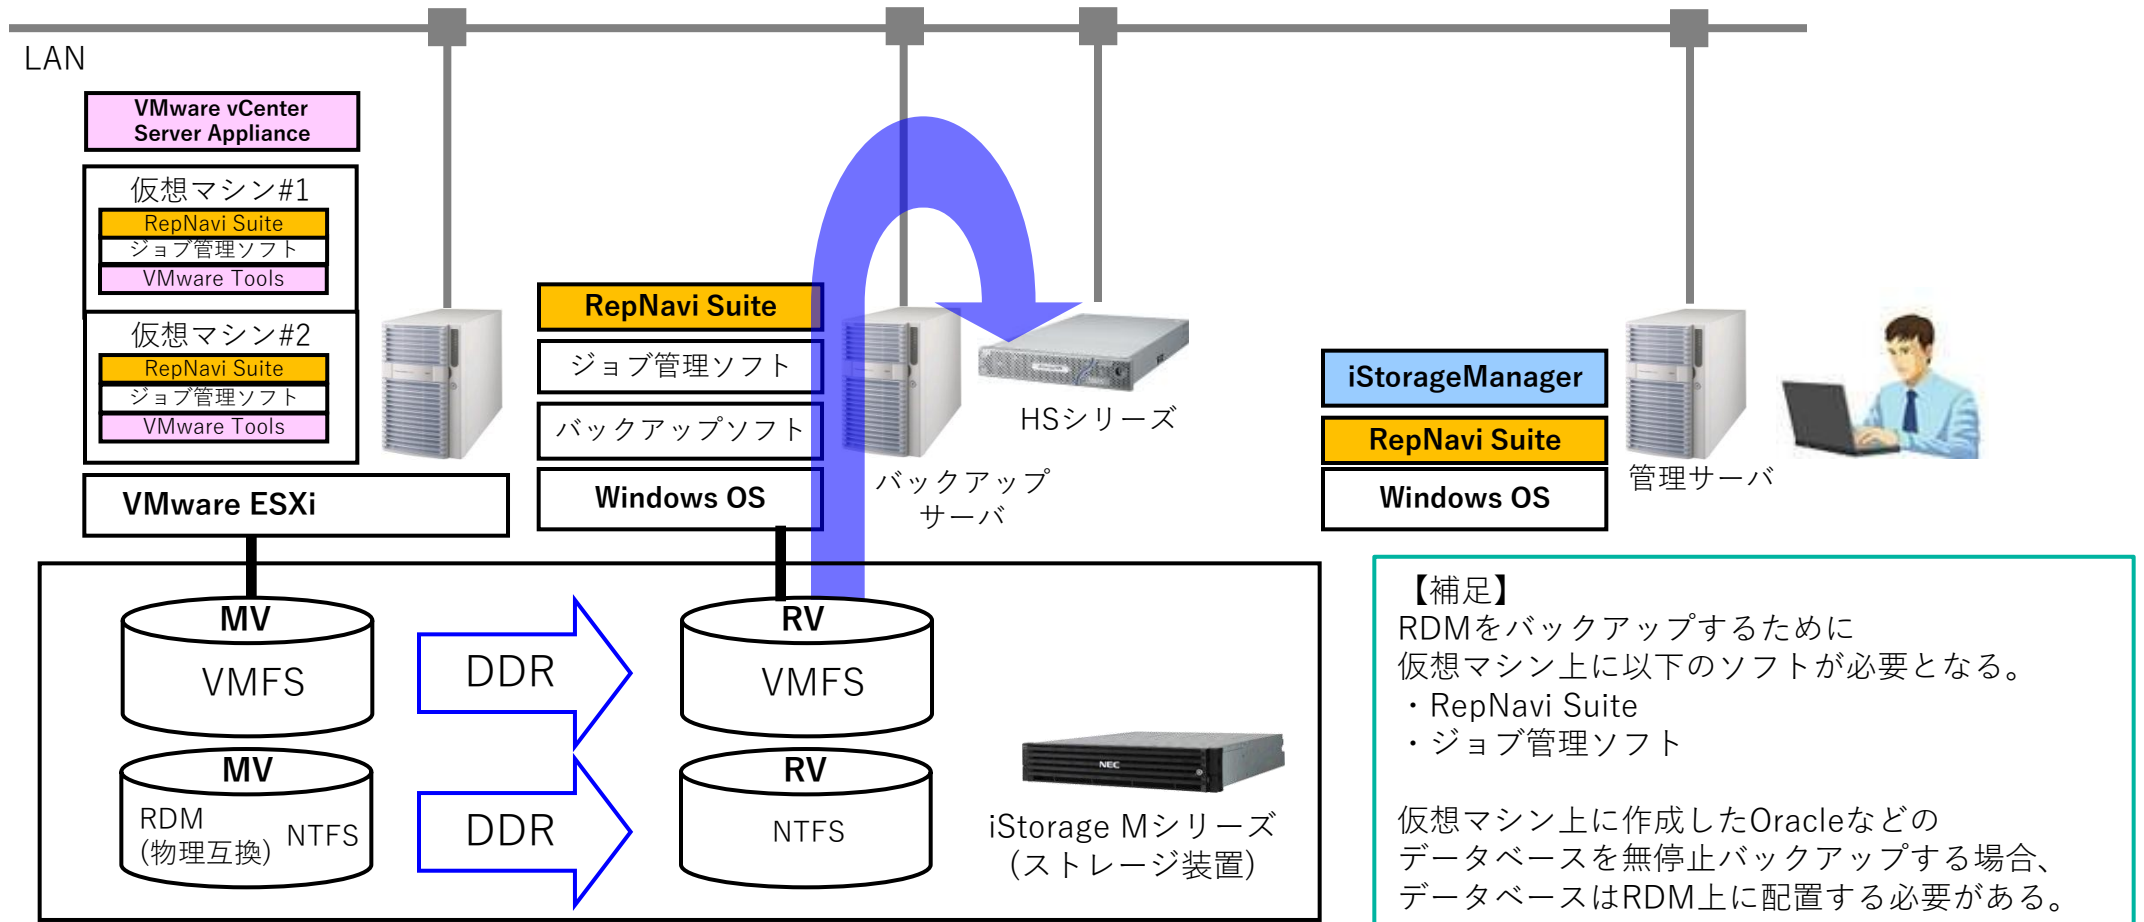 LAN
VMware vCenter
Server Appliance
仮想マシン#1
RepNavi Suite
ジョブ管理ソフト
VMware Tools
仮想マシン#2
RepNavi Suite
ジョブ管理ソフト
VMware Tools
VMware ESXi
RepNavi Suite
ジョブ管理ソフト
バックアップソフト
Windows OS
バックアップ
サーバ
HSシリーズ
iStorageManager
RepNavi Suite
Windows OS
管理サーバ
MV
VMFS
DDR
RV
VMFS
MV
RDM
(物理互換)
NTFS
DDR
RV
NTFS
NEC
iStorage Mシリーズ
(ストレージ装置)
【補足】
RDMをバックアップするために
仮想マシン上に以下のソフトが必要となる。
・RepNavi Suite
・ジョブ管理ソフト
仮想マシン上に作成したOracleなどの
データベースを無停止バックアップする場合、
データベースはRDM上に配置する必要がある。